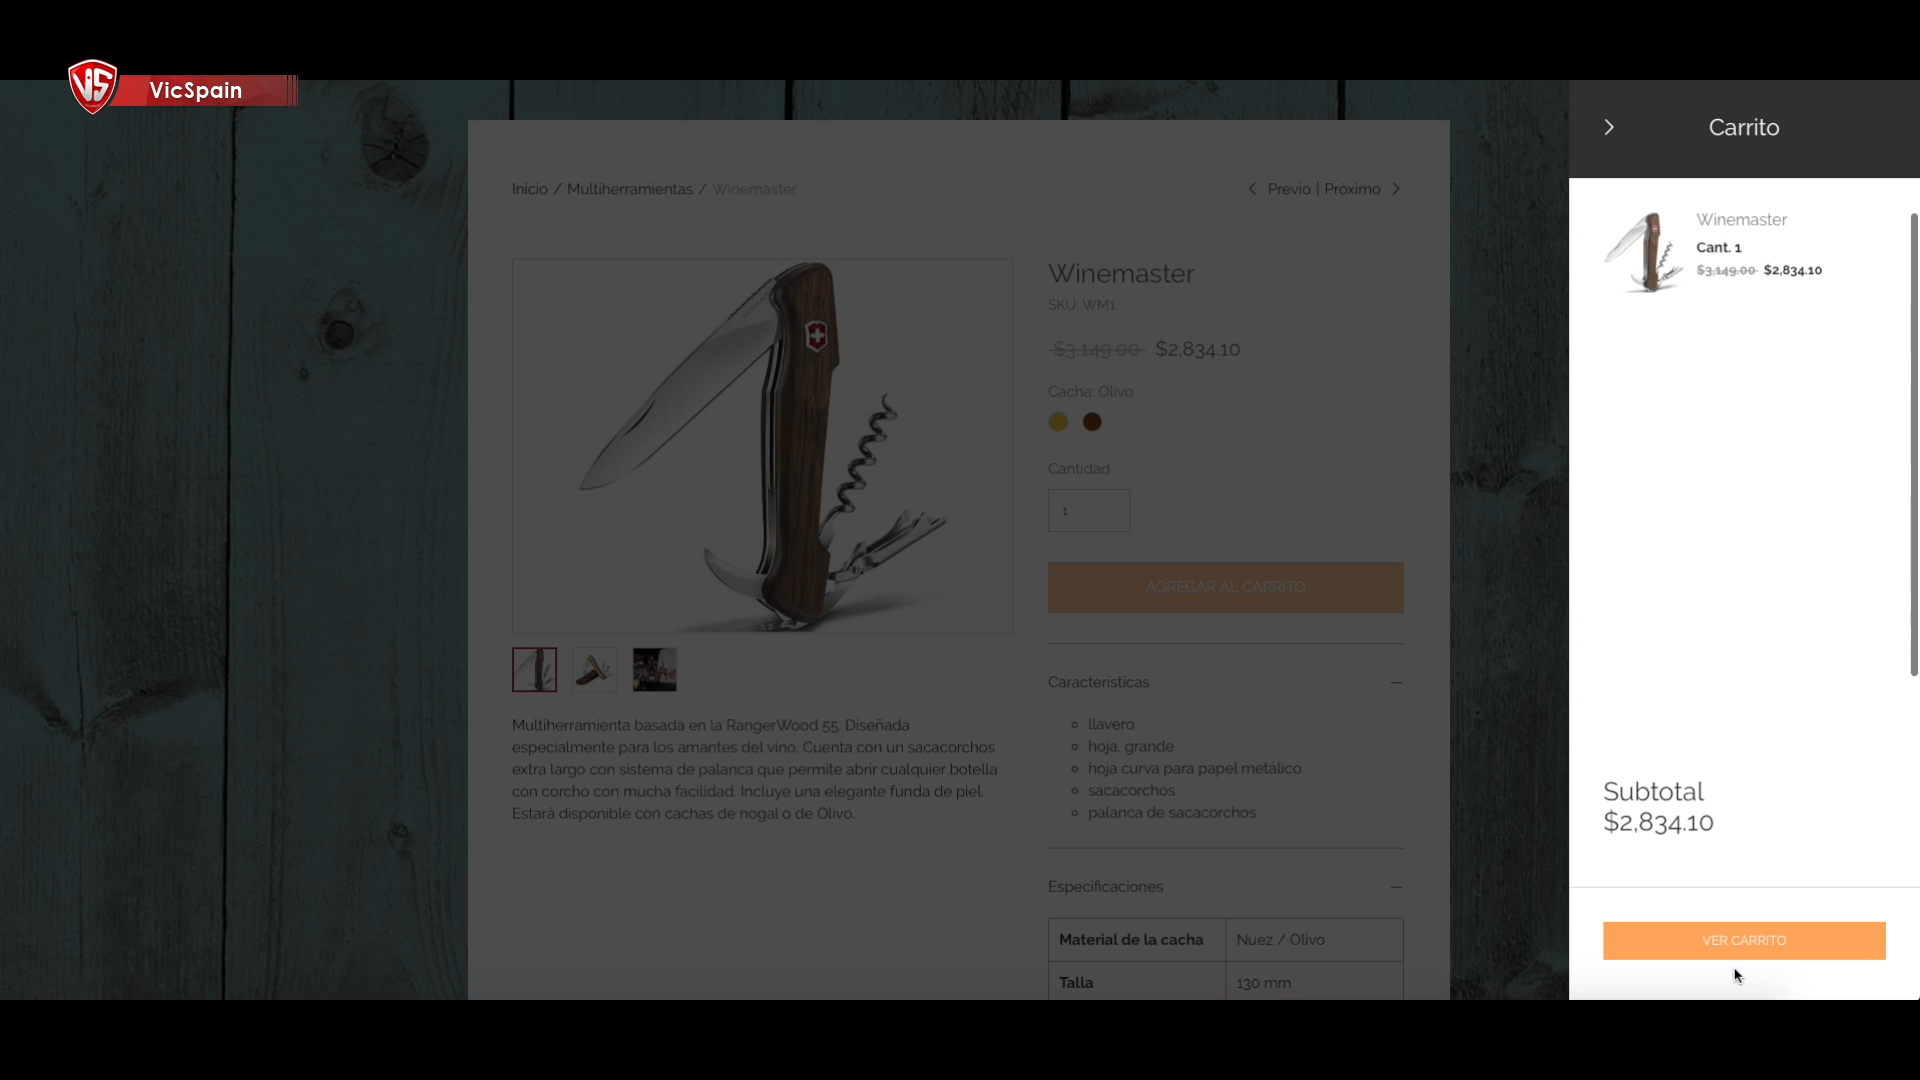 VS VicSpain
Carrito
Inicio / Multiherramientas / Winemaster
Previo | Próximo
Winemaster
Cant. 1
$3,149.00 $2,834.10
Winemaster
SKU: WM1
$3,149.00 $2,834.10
Cacha: Olivo
Cantidad
1
AGREGAR AL CARRITO
Características
llavero
hoja, grande
hoja curva para papel metálico
sacacorchos
palanca de sacacorchos
Multiherramienta basada en la RangerWood 55. Diseñada
especialmente para los amantes del vino. Cuenta con un sacacorchos
extra largo con sistema de palanca que permite abrir cualquier botella
con corcho con mucha facilidad. Incluye una elegante funda de piel.
Estará disponible con cachas de nogal o de Olivo.
Especificaciones
Material de la cacha Nuez / Olivo
Talla 130 mm
Subtotal
$2,834.10
VER CARRITO